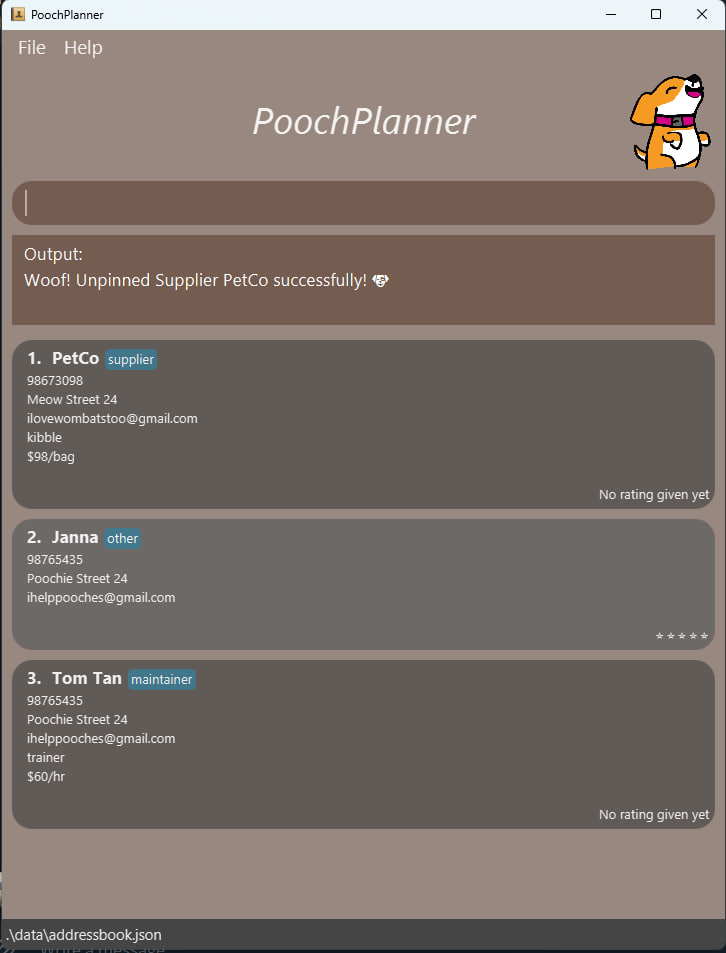 PoochPlanner
File Help
PoochPlanner
Output:
Woof! Unpinned Supplier PetCo successfully!
1. PetCo supplier
98673098
Meow Street 24
ilovewombatstoo@gmail.com
kibble
$98/bag
No rating given yet
2. Janna other
98765435
Poochie Street 24
ihelppooches@gmail.com
★ ★ ★ ★ ★
3. Tom Tan maintainer
98765435
Poochie Street 24
ihelppooches@gmail.com
trainer
$60/hr
No rating given yet
.\data\addressbook.json